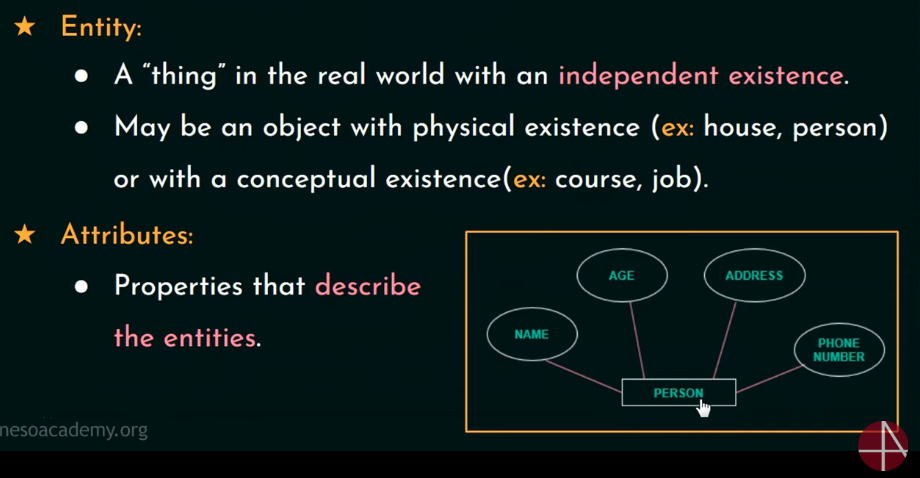 ★ Entity:
● A “thing” in the real world with an independent existence.
● May be an object with physical existence (ex: house, person)
or with a conceptual existence(ex: course, job).
★ Attributes:
● Properties that describe
the entities.
AGE
ADDRESS
NAME
PHONE
NUMBER
PERSON
nesoacademy.org